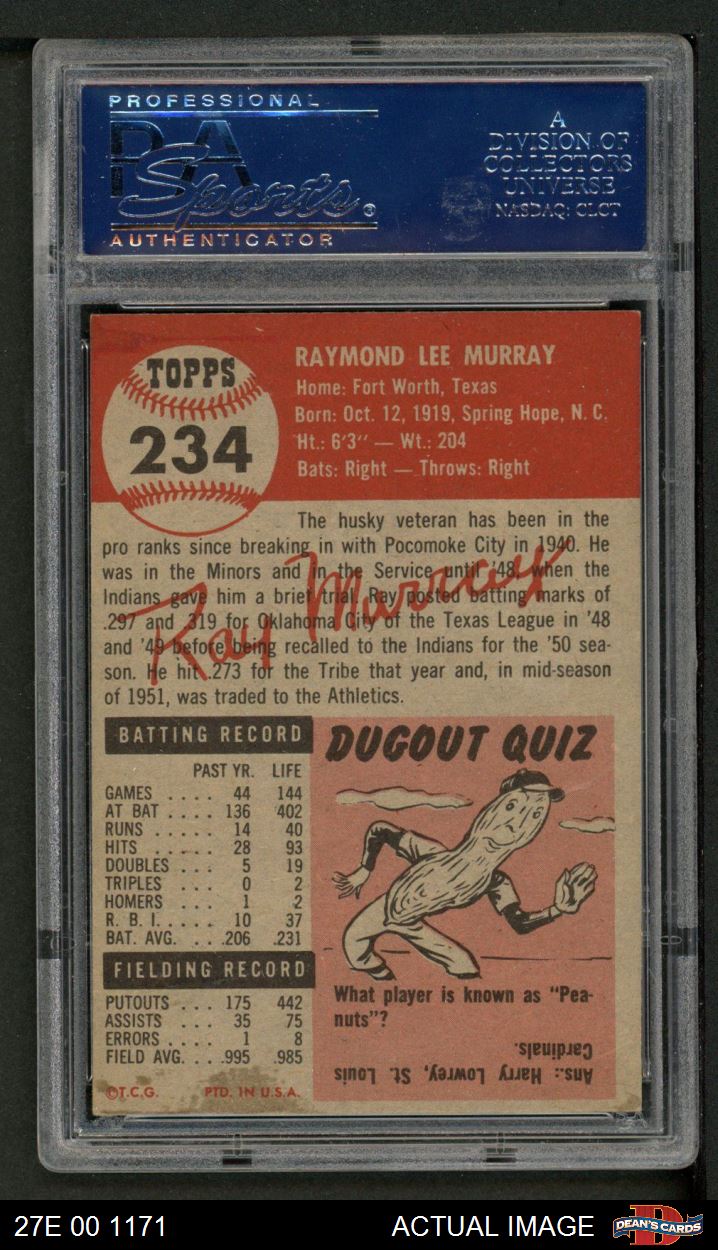 PROFESSIONAL
PSA
Sports®
AUTHENTICATOR
A
DIVISION OF
COLLECTORS
UNIVERSE
NASDAQ: CLCT
TOPPS
234
RAYMOND LEE MURRAY
Home: Fort Worth, Texas
Born: Oct. 12, 1919, Spring Hope, N. C.
Ht.: 6'3" — Wt.: 204
Bats: Right — Throws: Right
The husky veteran has been in the
pro ranks since breaking in with Pocomoke City in 1940. He
was in the Minors and in the Service until '48, when the
Indians gave him a brief trial. Ray posted batting marks of
.297 and .319 for Oklahoma City of the Texas League in '48
and '49 before being recalled to the Indians for the '50 sea-
son. He hit .273 for the Tribe that year and, in mid-season
of 1951, was traded to the Athletics.
Ray Murray
BATTING RECORD
PAST YR. LIFE
GAMES .... 44 144
AT BAT .... 136 402
RUNS .... 14 40
HITS .... 28 93
DOUBLES .... 5 19
TRIPLES .... 0 2
HOMERS .... 1 2
R. B. I. .... 10 37
BAT. AVG. ... .206 .231
FIELDING RECORD
PUTOUTS ... 175 442
ASSISTS ... 35 75
ERRORS .... 1 8
FIELD AVG. .. .995 .985
©T.C.G. PTD. IN U.S.A.
DUGOUT QUIZ
What player is known as "Pea-
nuts"?
Ans.: Harry Lowrey, St. Louis
Cardinals.
27E 00 1171
ACTUAL IMAGE
DEAN'S CARDS